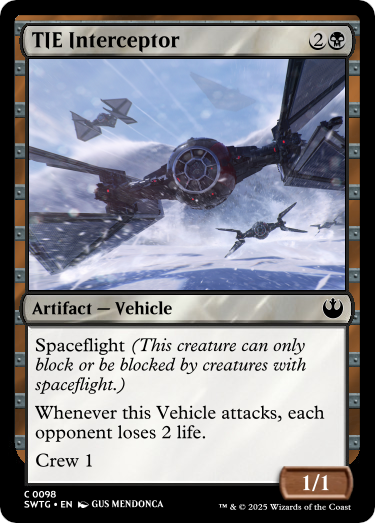 TIE Interceptor 2
Artifact — Vehicle
Spaceflight (This creature can only
block or be blocked by creatures with
spaceflight.)
Whenever this Vehicle attacks, each
opponent loses 2 life.
Crew 1
1/1
C 0098
SWTG • EN GUS MENDONCA
™ & © 2025 Wizards of the Coast